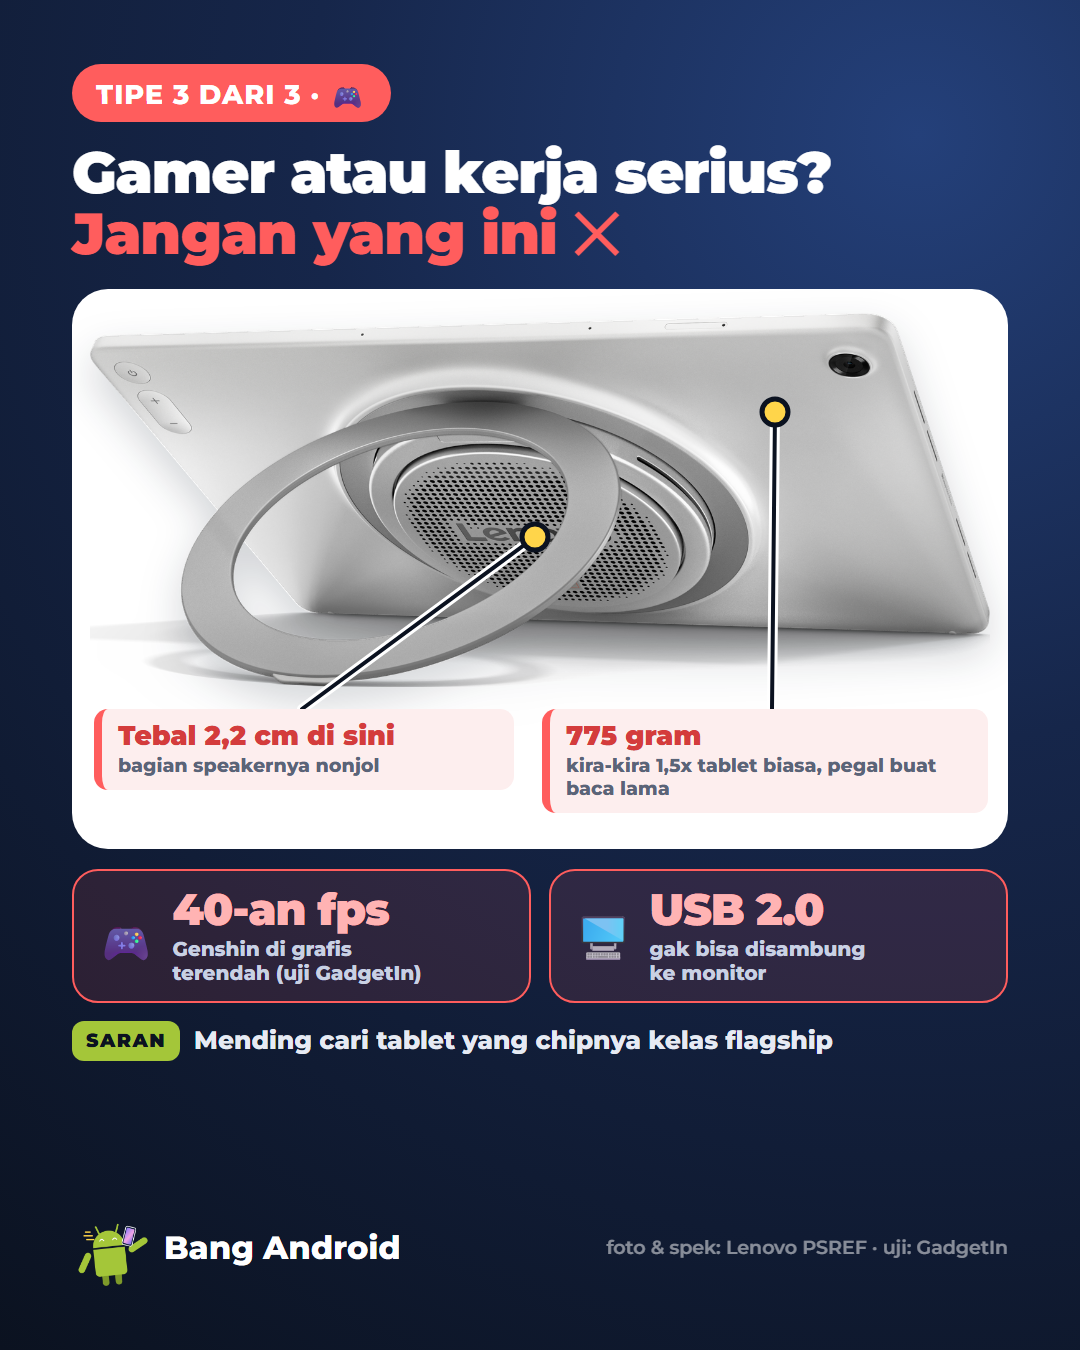 TIPE 3 DARI 3 •
Gamer atau kerja serius?
Jangan yang ini
Tebal 2,2 cm di sini
bagian speakernya nonjol
775 gram
kira-kira 1,5x tablet biasa, pegal buat
baca lama
40-an fps
Genshin di grafis
terendah (uji GadgetIn)
USB 2.0
gak bisa disambung
ke monitor
SARAN
Mending cari tablet yang chipnya kelas flagship
Bang Android
foto & spek: Lenovo PSREF · uji: GadgetIn